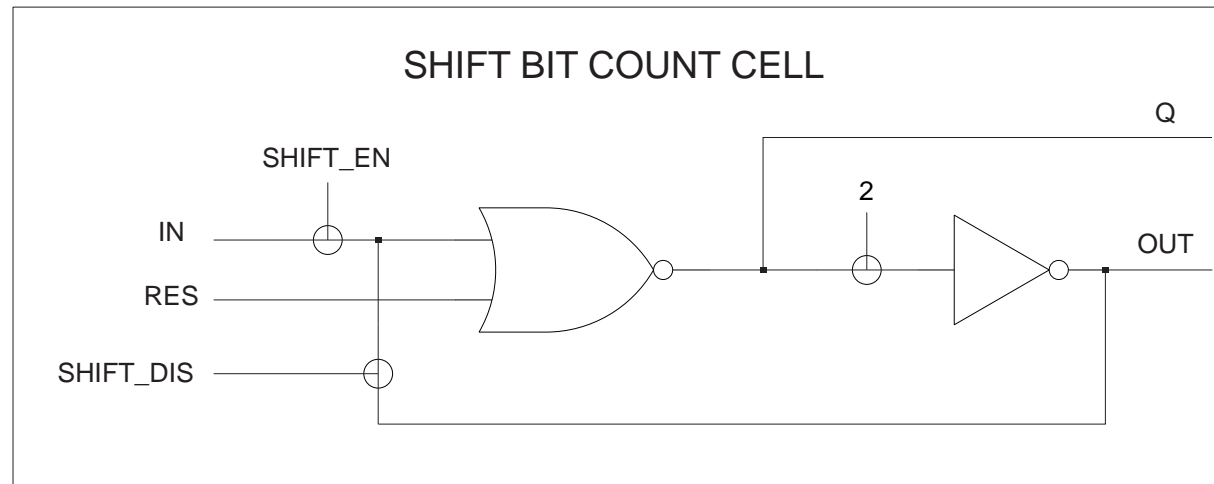 SHIFT BIT COUNT CELL
Q
SHIFT_EN
2
IN
OUT
RES
SHIFT_DIS